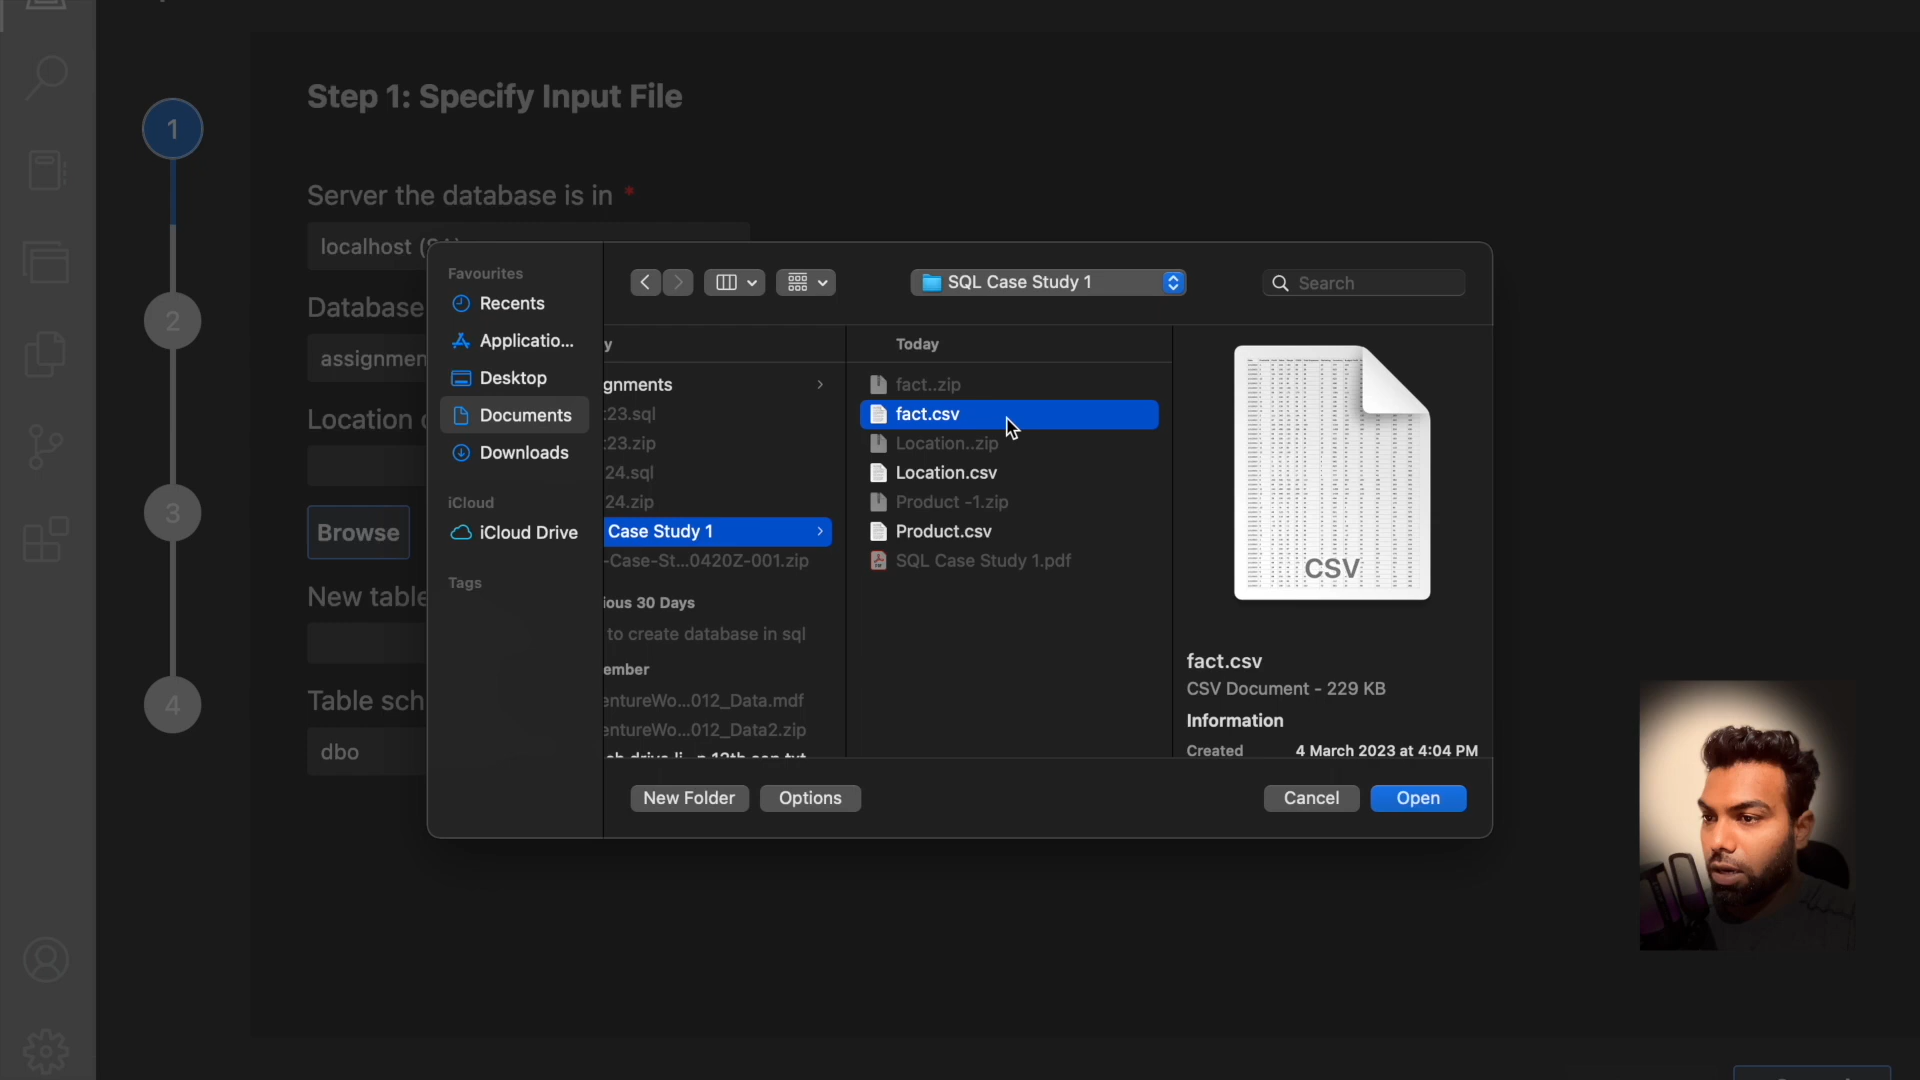 Step 1: Specify Input File
1
Server the database is in *
localhost (
Database
assignmen
2
Location
3
Browse
New table
Table sch
4
dbo
Favourites
Recents
Applicatio...
Desktop
Documents
Downloads
iCloud
iCloud Drive
Tags
SQL Case Study 1
Search
y
gnments
:23.sql
:23.zip
24.sql
24.zip
Case Study 1
-Case-St...0420Z-001.zip
ious 30 Days
to create database in sql
ember
entureWo...012_Data.mdf
entureWo...012_Data2.zip
Today
fact..zip
fact.csv
Location..zip
Location.csv
Product -1.zip
Product.csv
SQL Case Study 1.pdf
CSV
fact.csv
CSV Document - 229 KB
Information
Created 4 March 2023 at 4:04 PM
New Folder
Options
Cancel
Open